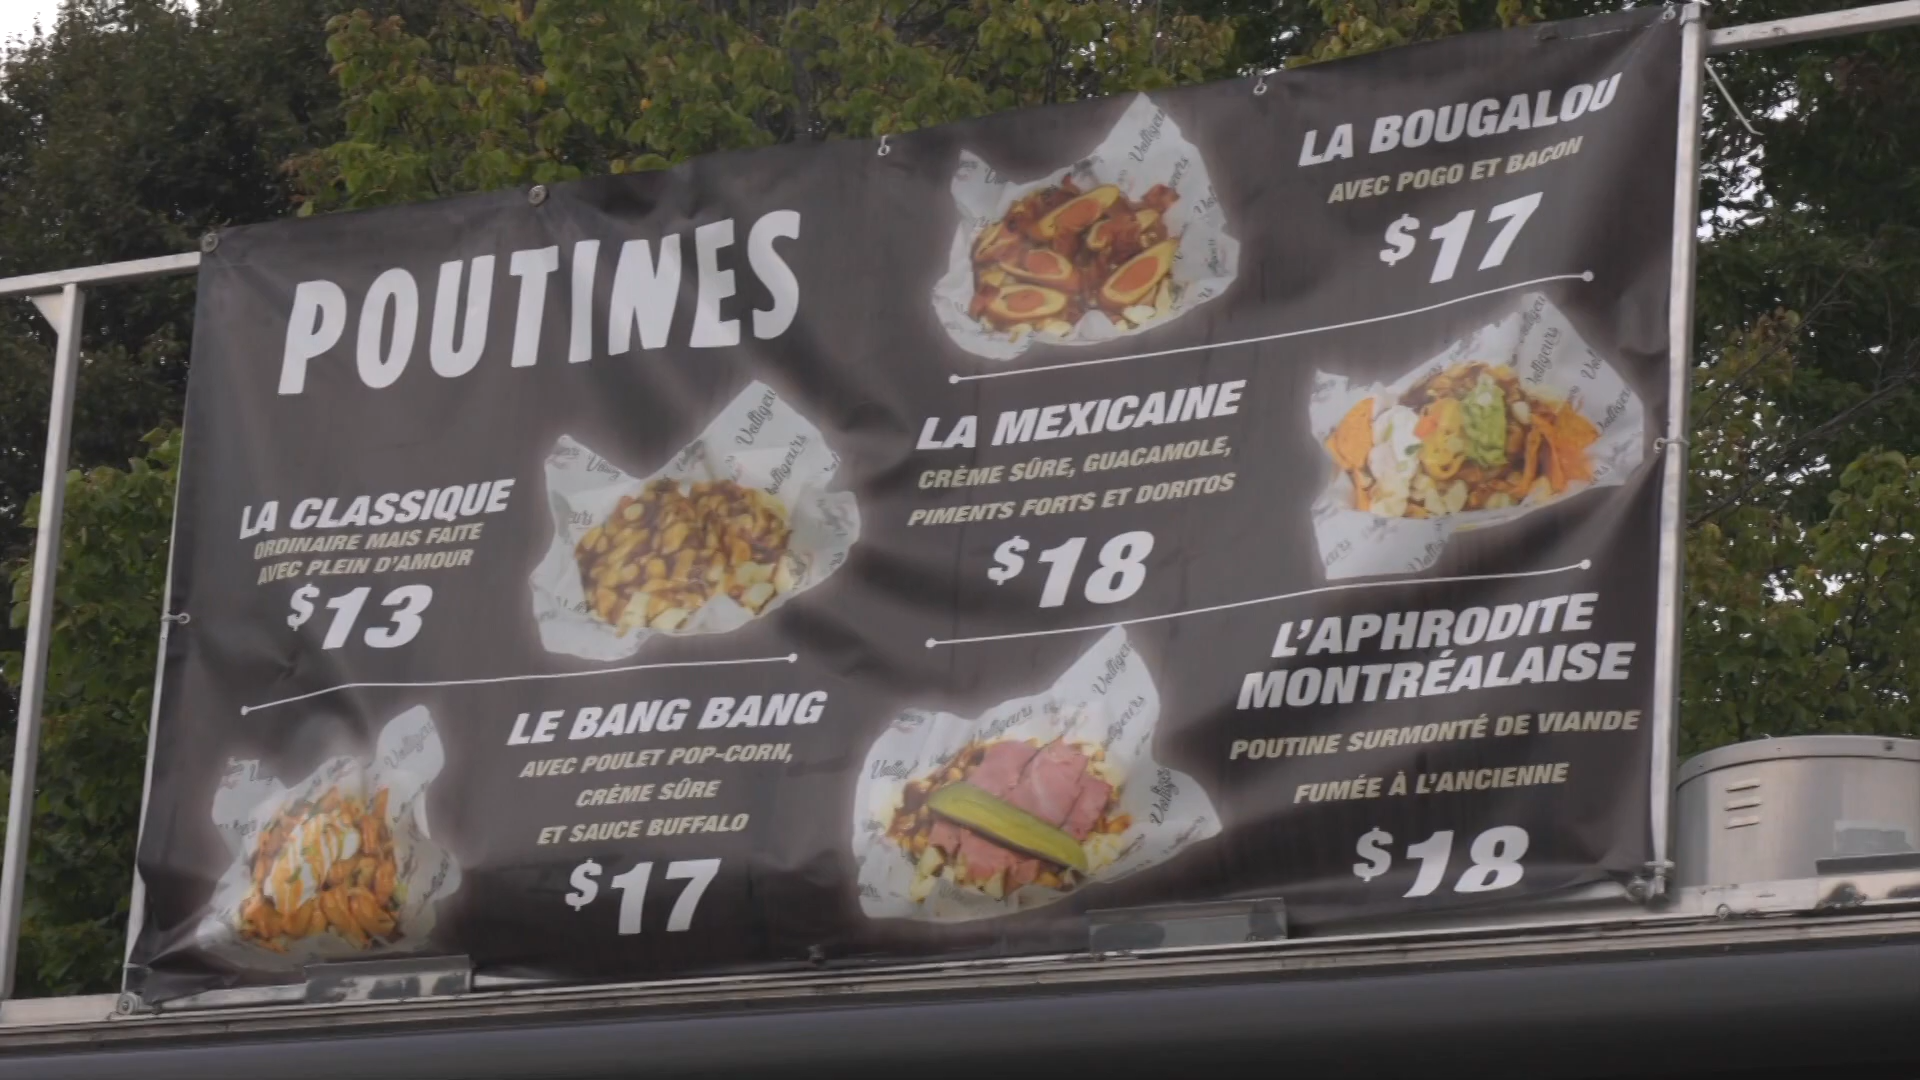 POUTINES
LA CLASSIQUE
ORDINAIRE MAIS FAITE
AVEC PLEIN D'AMOUR
$13
LE BANG BANG
AVEC POULET POP-CORN,
CRÈME SÛRE
ET SAUCE BUFFALO
$17
LA BOUGALOU
AVEC POGO ET BACON
$17
LA MEXICAINE
CRÈME SÛRE, GUACAMOLE,
PIMENTS FORTS ET DORITOS
$18
L'APHRODITE
MONTRÉALAISE
POUTINE SURMONTÉ DE VIANDE
FUMÉE À L'ANCIENNE
$18